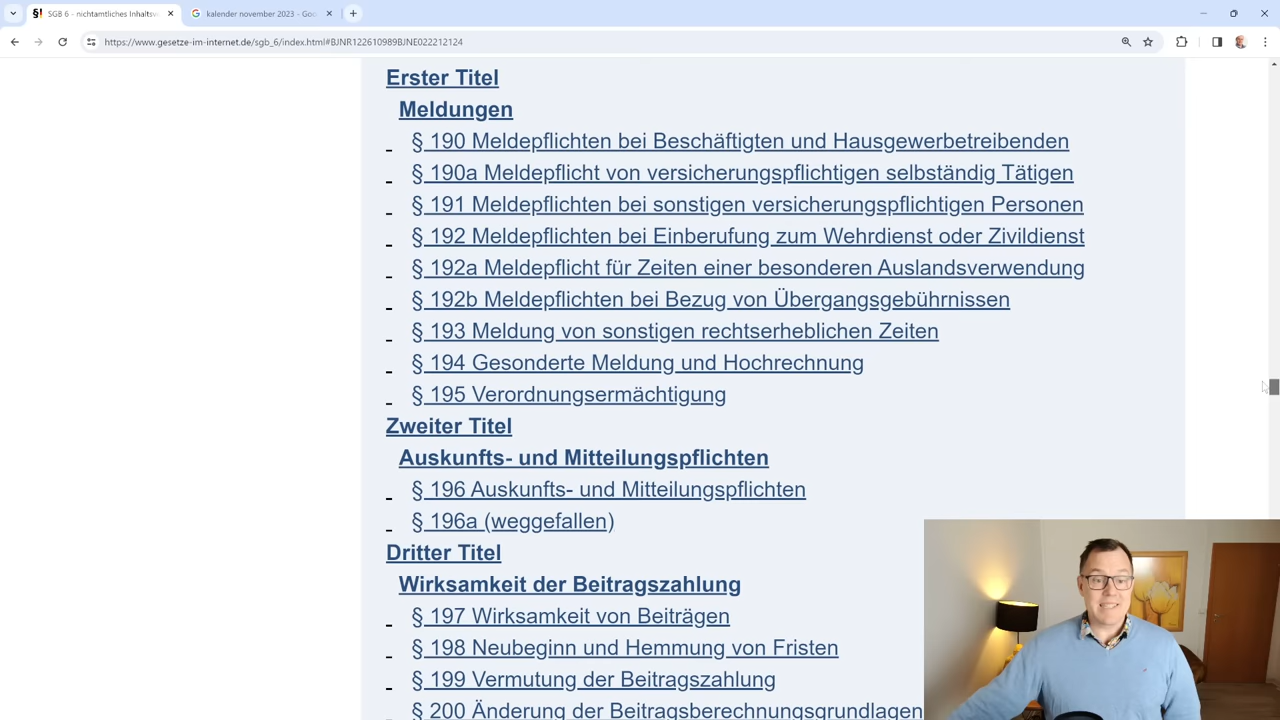 SGB 6 - nichtamtliches Inhaltsv
kalender november 2023 - Goo
https://www.gesetze-im-internet.de/sgb_6/index.html#BJNR122610989BJNE022212124
Erster Titel
Meldungen
§ 190 Meldepflichten bei Beschäftigten und Hausgewerbetreibenden
§ 190a Meldepflicht von versicherungspflichtigen selbständig Tätigen
§ 191 Meldepflichten bei sonstigen versicherungspflichtigen Personen
§ 192 Meldepflichten bei Einberufung zum Wehrdienst oder Zivildienst
§ 192a Meldepflicht für Zeiten einer besonderen Auslandsverwendung
§ 192b Meldepflichten bei Bezug von Übergangsgebührnissen
§ 193 Meldung von sonstigen rechtserheblichen Zeiten
§ 194 Gesonderte Meldung und Hochrechnung
§ 195 Verordnungsermächtigung
Zweiter Titel
Auskunfts- und Mitteilungspflichten
§ 196 Auskunfts- und Mitteilungspflichten
§ 196a (weggefallen)
Dritter Titel
Wirksamkeit der Beitragszahlung
§ 197 Wirksamkeit von Beiträgen
§ 198 Neubeginn und Hemmung von Fristen
§ 199 Vermutung der Beitragszahlung
§ 200 Änderung der Beitragsberechnungsgrundlagen